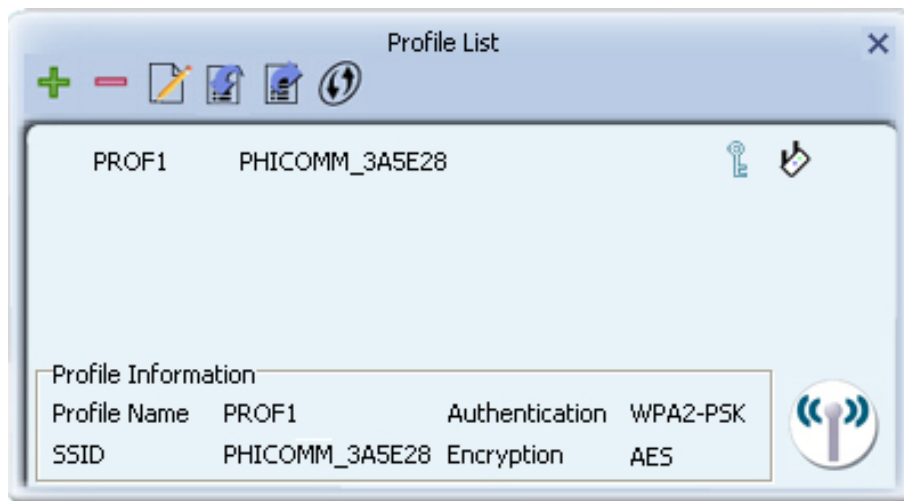 Profile List
PROF1 PHICOMM_3A5E28
Profile Information
Profile Name PROF1 Authentication WPA2-PSK
SSID PHICOMM_3A5E28 Encryption AES